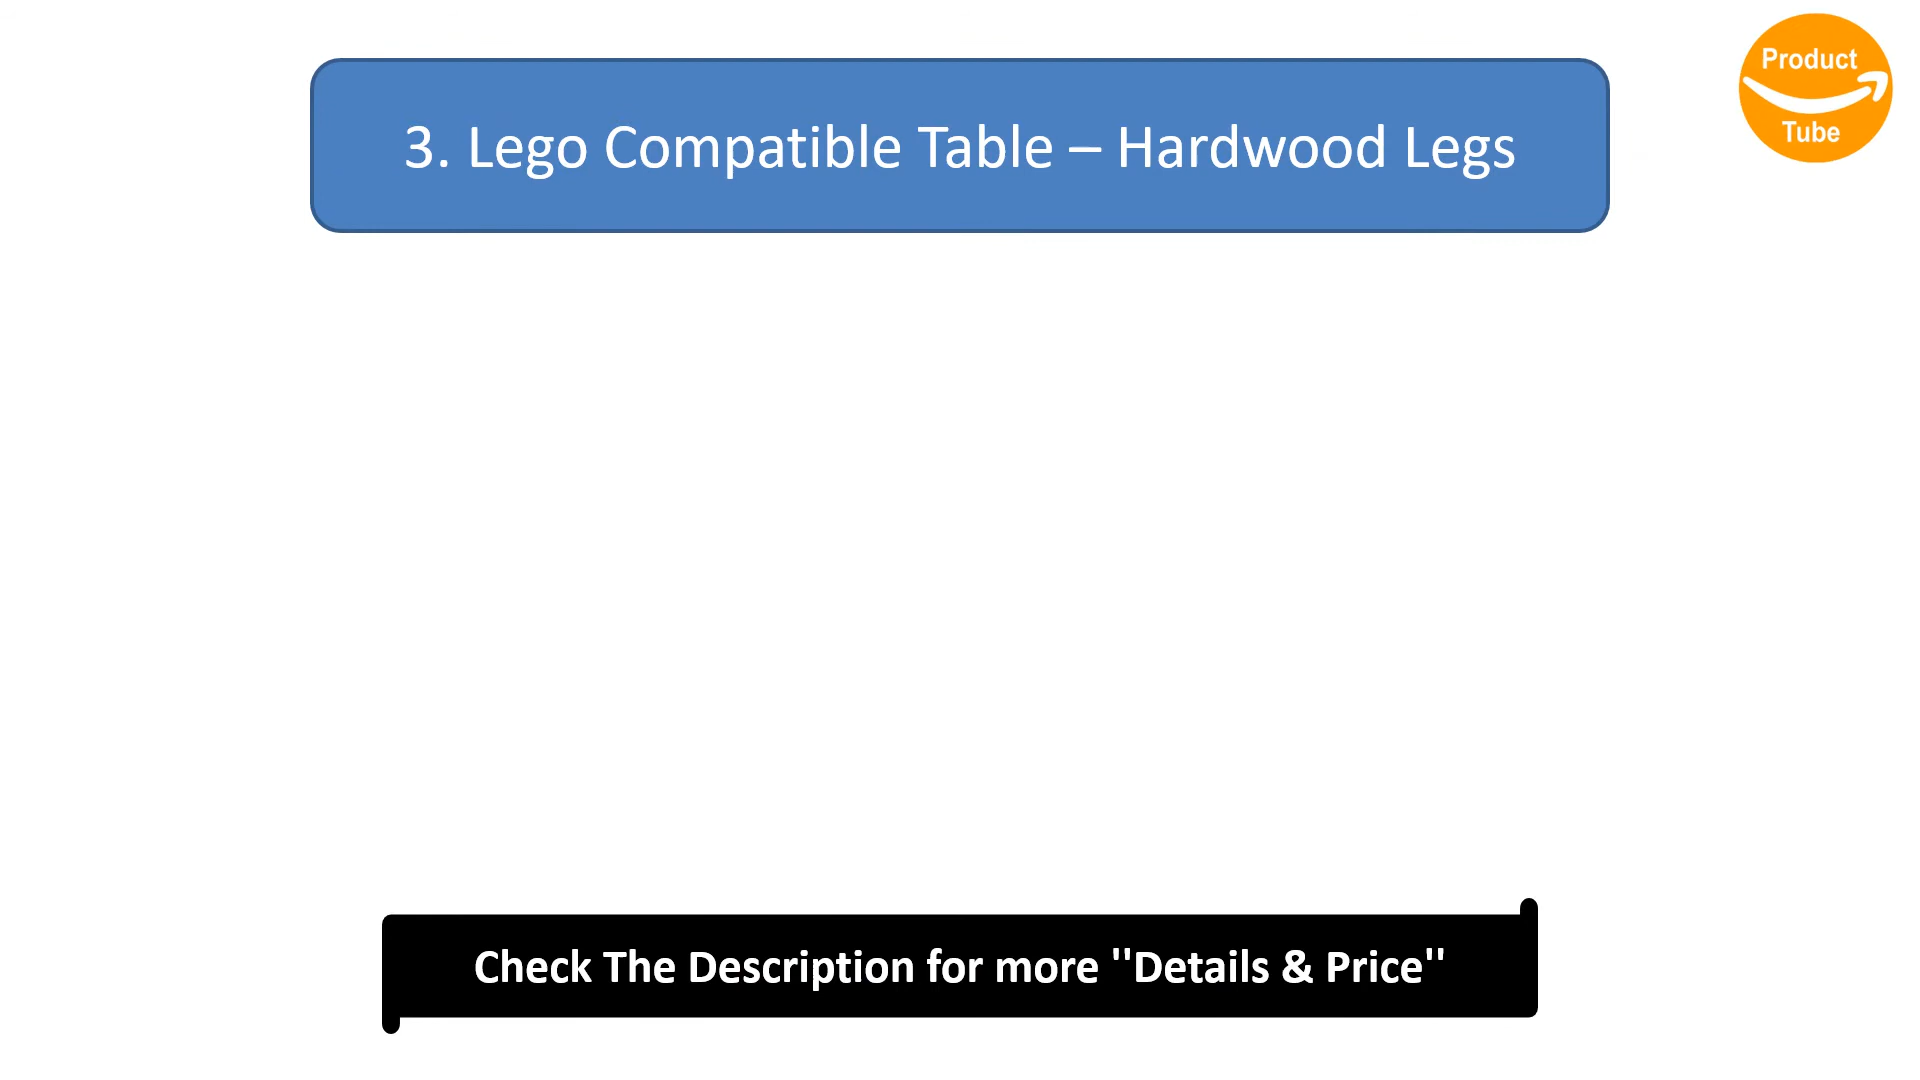 Product
Tube
3. Lego Compatible Table – Hardwood Legs
Check The Description for more ''Details & Price''